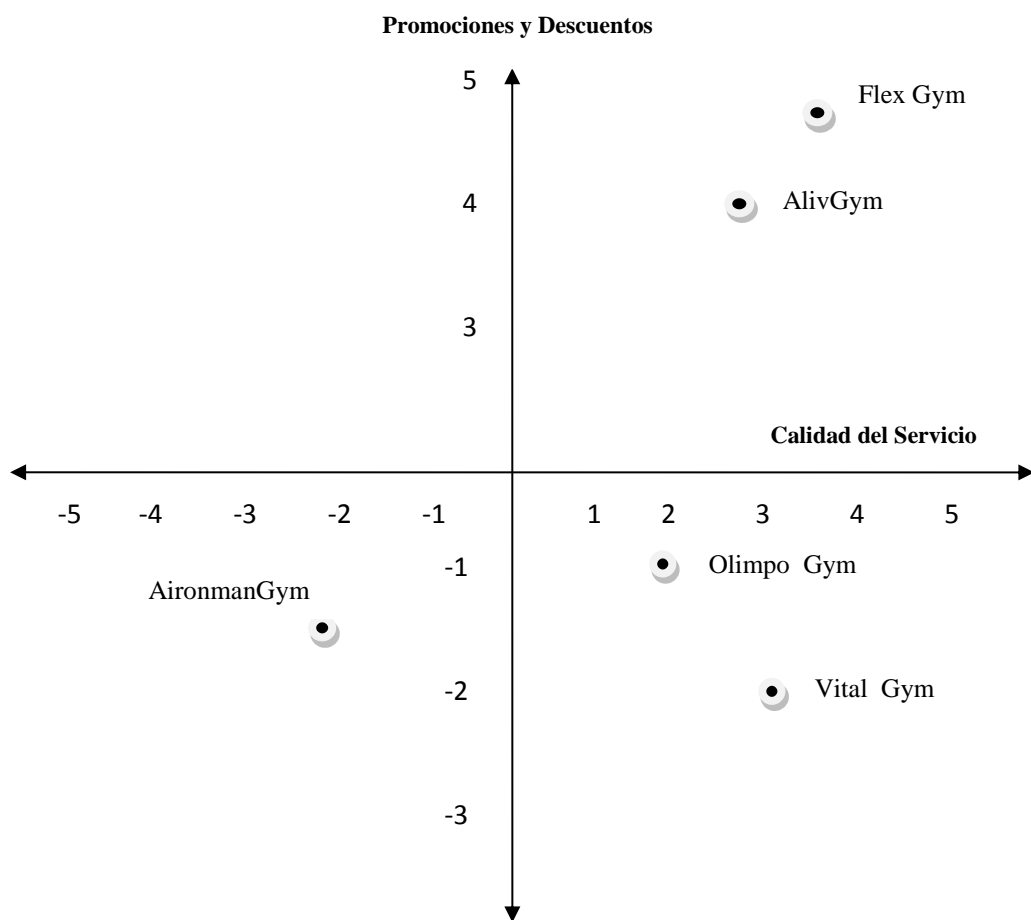 Promociones y Descuentos
5
Flex Gym
4
AlivGym
3
Calidad del Servicio
-5 -4 -3 -2 -1 1 2 3 4 5
-1
Olimpo Gym
AironmanGym
-2
Vital Gym
-3